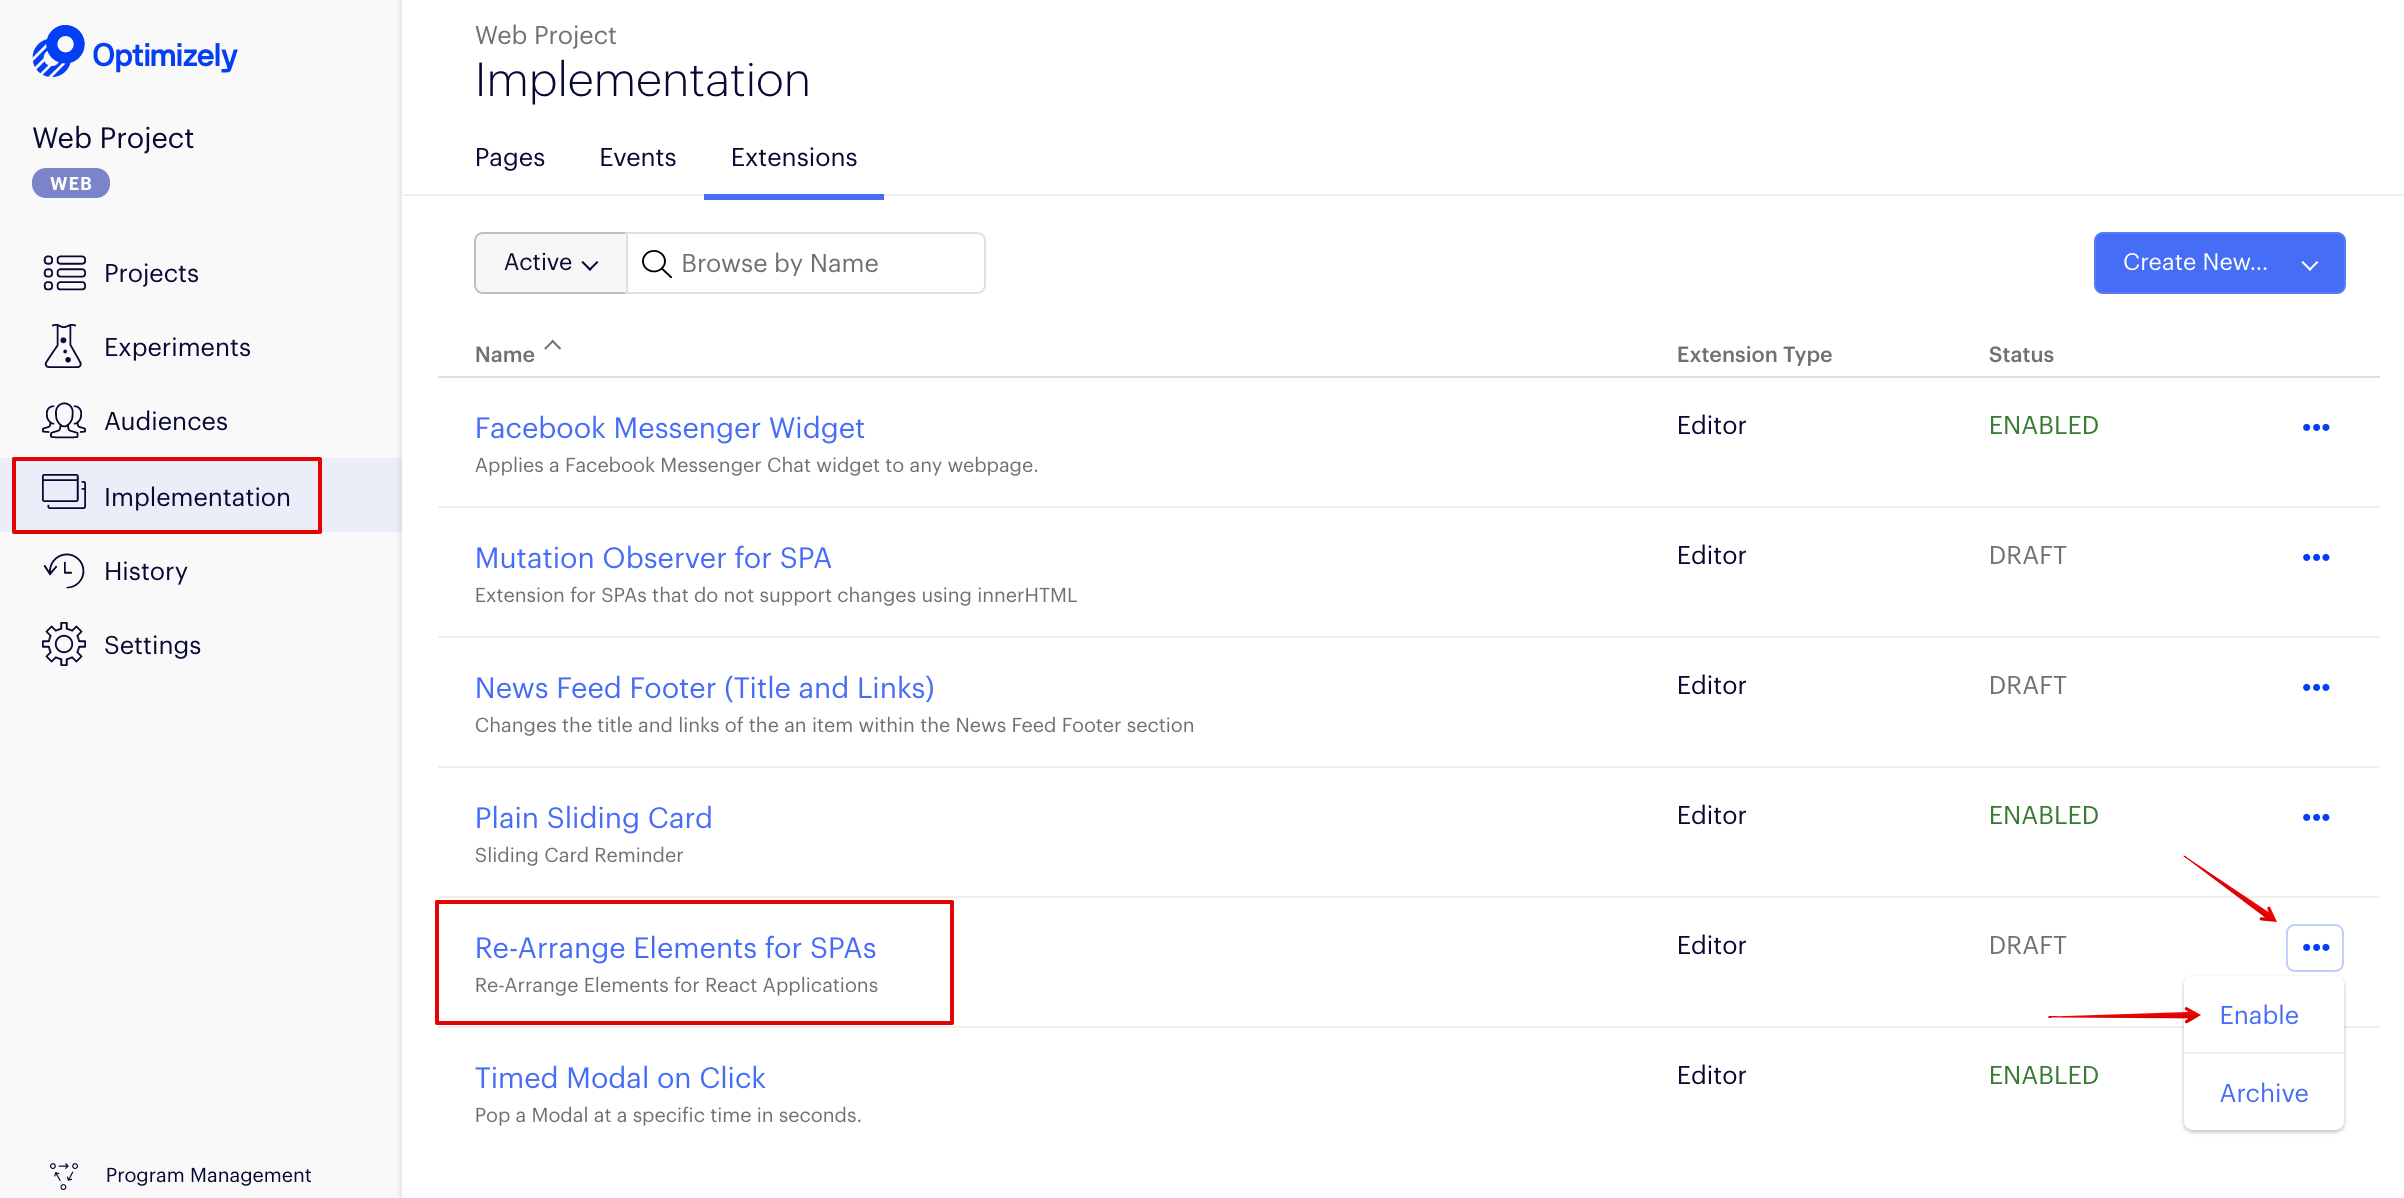 Optimizely
Web Project
WEB
Projects
Experiments
Audiences
Implementation
History
Settings
Program Management
Web Project
Implementation
Pages Events Extensions
Active Browse by Name Create New...
Name Extension Type Status
Facebook Messenger Widget Editor ENABLED
Applies a Facebook Messenger Chat widget to any webpage.
Mutation Observer for SPA Editor DRAFT
Extension for SPAs that do not support changes using innerHTML
News Feed Footer (Title and Links) Editor DRAFT
Changes the title and links of the an item within the News Feed Footer section
Plain Sliding Card Editor ENABLED
Sliding Card Reminder
Re-Arrange Elements for SPAs Editor DRAFT
Re-Arrange Elements for React Applications
Enable
Timed Modal on Click Editor ENABLED
Archive
Pop a Modal at a specific time in seconds.